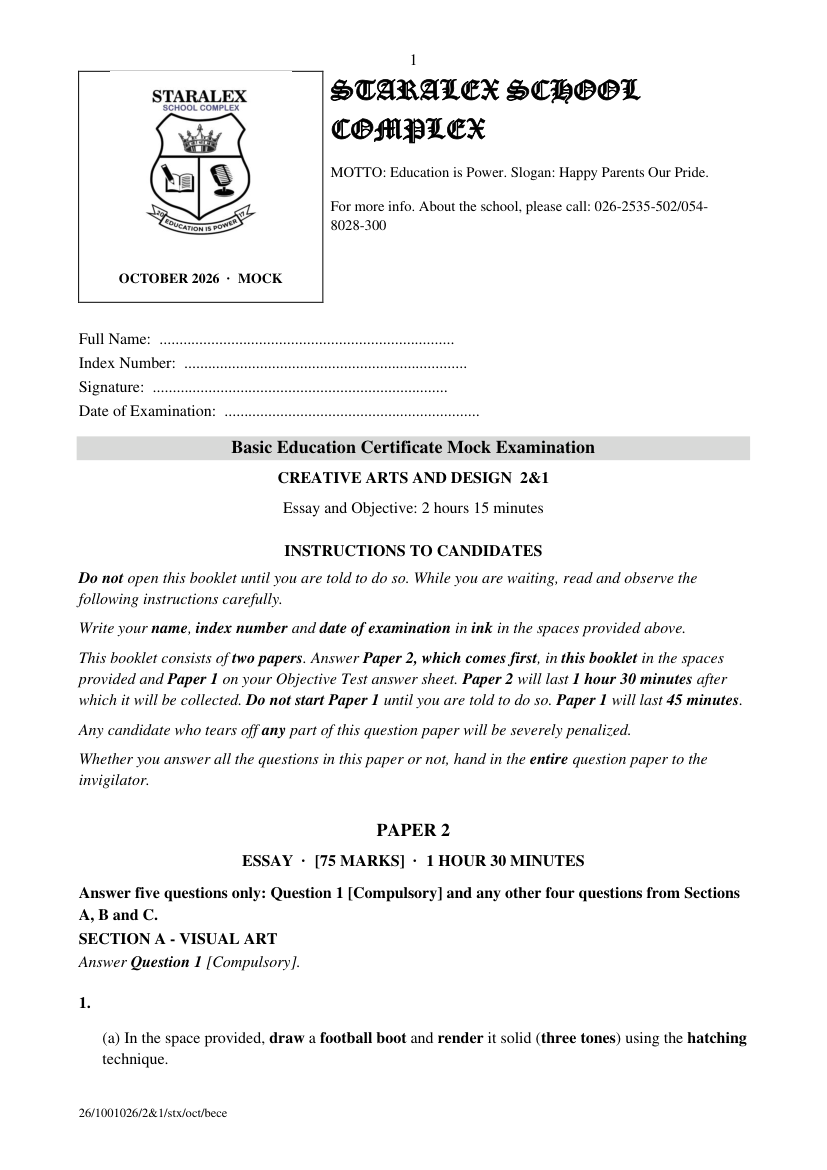 1
STARALEX
SCHOOL COMPLEX
20 EDUCATION IS POWER 17
OCTOBER 2026 · MOCK
STARALEX SCHOOL
COMPLEX
MOTTO: Education is Power. Slogan: Happy Parents Our Pride.
For more info. About the school, please call: 026-2535-502/054-
8028-300
Full Name: ..........................................................................
Index Number: .......................................................................
Signature: ..........................................................................
Date of Examination: ................................................................
Basic Education Certificate Mock Examination
CREATIVE ARTS AND DESIGN 2&1
Essay and Objective: 2 hours 15 minutes
INSTRUCTIONS TO CANDIDATES
Do not open this booklet until you are told to do so. While you are waiting, read and observe the
following instructions carefully.
Write your name, index number and date of examination in ink in the spaces provided above.
This booklet consists of two papers. Answer Paper 2, which comes first, in this booklet in the spaces
provided and Paper 1 on your Objective Test answer sheet. Paper 2 will last 1 hour 30 minutes after
which it will be collected. Do not start Paper 1 until you are told to do so. Paper 1 will last 45 minutes.
Any candidate who tears off any part of this question paper will be severely penalized.
Whether you answer all the questions in this paper or not, hand in the entire question paper to the
invigilator.
PAPER 2
ESSAY · [75 MARKS] · 1 HOUR 30 MINUTES
Answer five questions only: Question 1 [Compulsory] and any other four questions from Sections
A, B and C.
SECTION A - VISUAL ART
Answer Question 1 [Compulsory].
1.
(a) In the space provided, draw a football boot and render it solid (three tones) using the hatching
technique.
26/1001026/2&1/stx/oct/bece